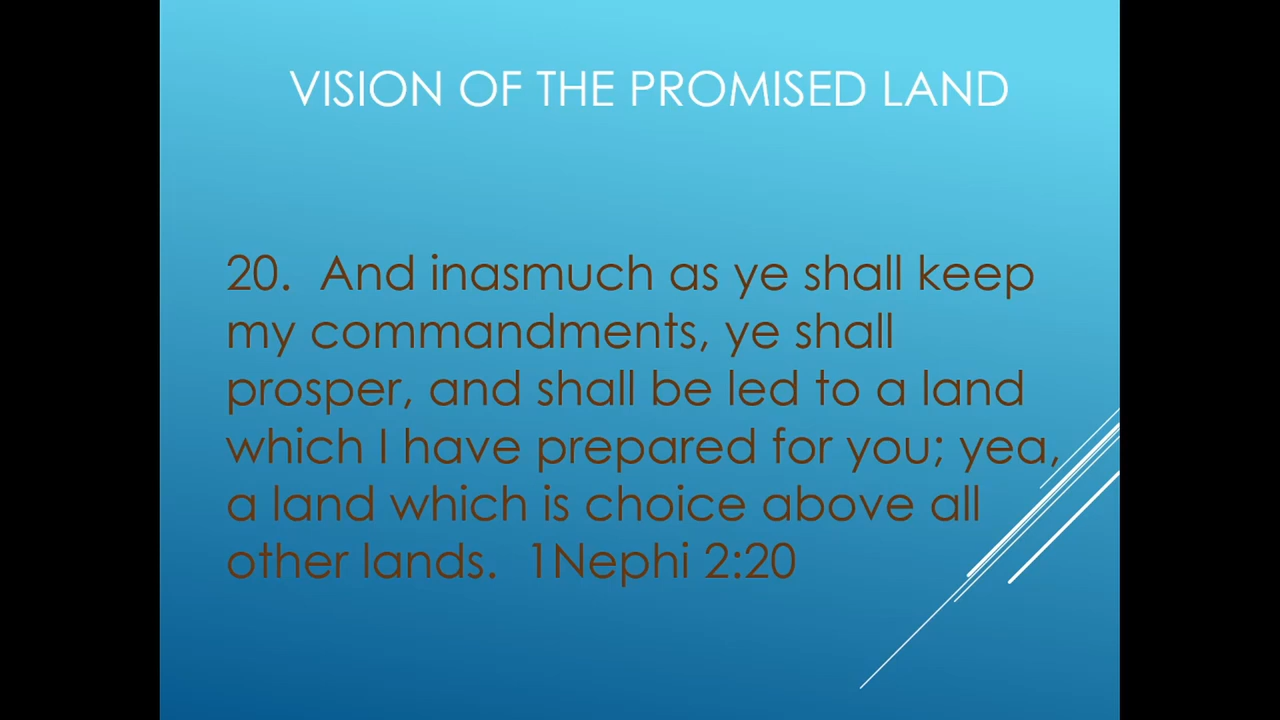 VISION OF THE PROMISED LAND
20.  And inasmuch as ye shall keep
my commandments, ye shall
prosper, and shall be led to a land
which I have prepared for you; yea,
a land which is choice above all
other lands.  1Nephi 2:20